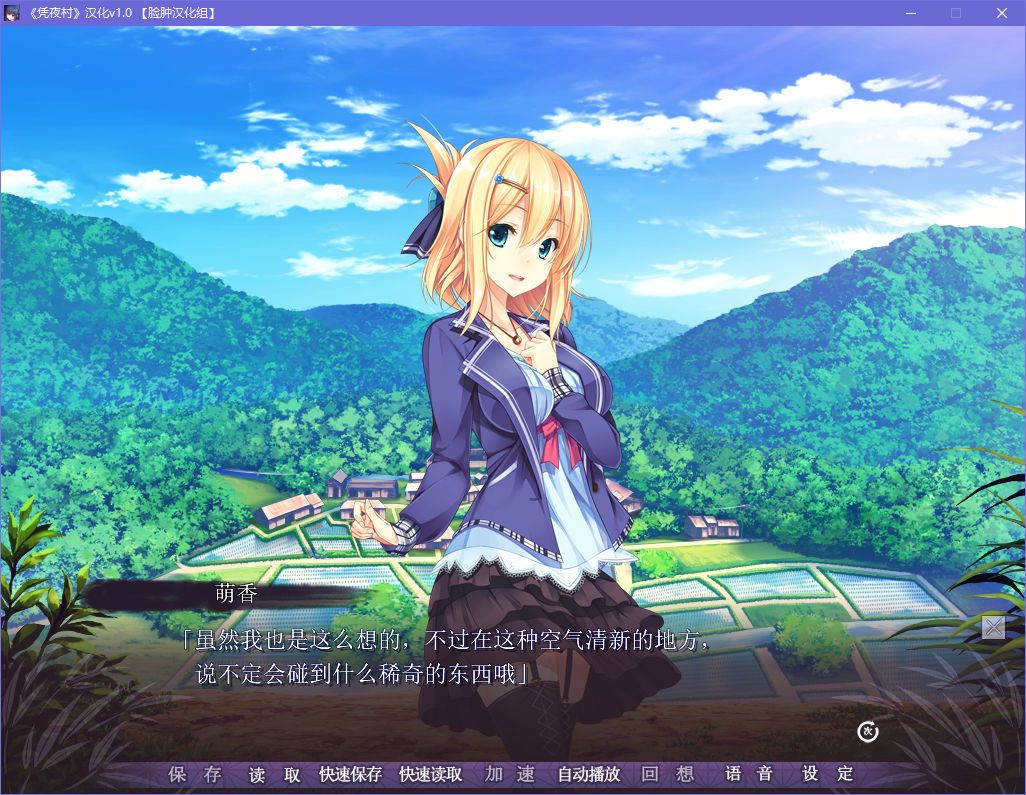 《凭夜村》汉化v1.0 【脸肿汉化组】
萌香
「虽然我也是这么想的，不过在这种空气清新的地方，
说不定会碰到什么稀奇的东西哦」
次
保存 读取 快速保存 快速读取 加速 自动播放 回想 语音 设定